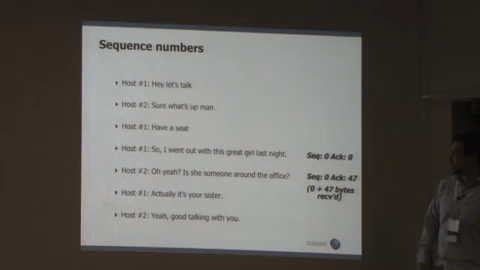 Sequence numbers
Host #1: Hey let's talk
Host #2: Sure what's up man
Host #1: Have a seat
Host #1: So, I went out with this great girl last night.
Seq: 0 Ack: 0
Host #2: Oh yeah? Is she someone around the office?
Seq: 0 Ack: 47
(0 + 47 bytes
recv'd)
Host #1: Actually it's your sister.
Host #2: Yeah, good talking with you.